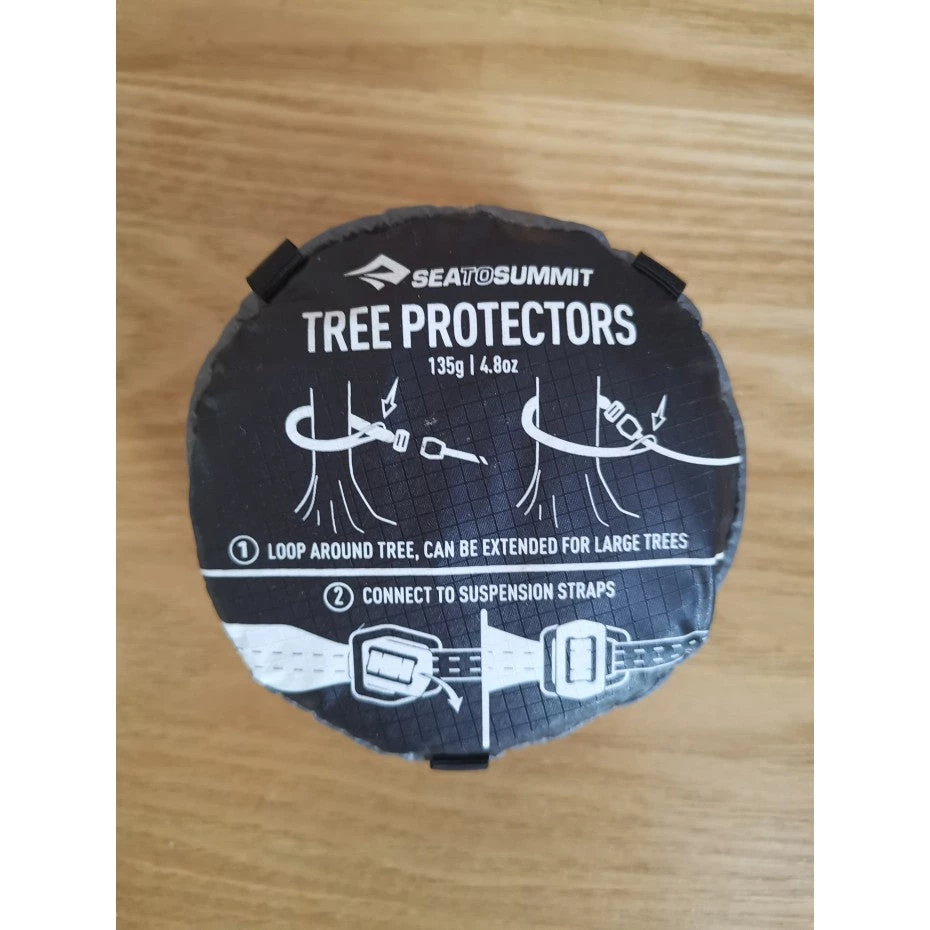 SEATOSUMMIT
TREE PROTECTORS
135g | 4.8oz
1 LOOP AROUND TREE, CAN BE EXTENDED FOR LARGE TREES
2 CONNECT TO SUSPENSION STRAPS